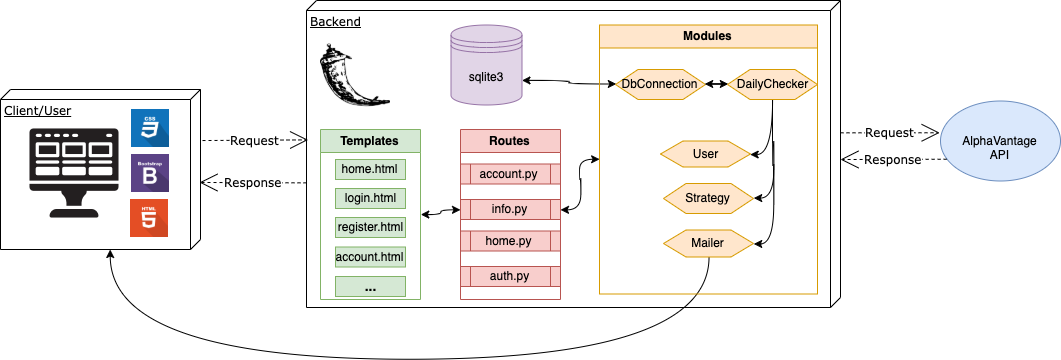 Backend
Client/User
CSS
3
Bootstrap
B
HTML
5
Request
Response
sqlite3
Templates
home.html
login.html
register.html
account.html
...
Routes
account.py
info.py
home.py
auth.py
Modules
DbConnection
DailyChecker
User
Strategy
Mailer
Request
Response
AlphaVantage
API